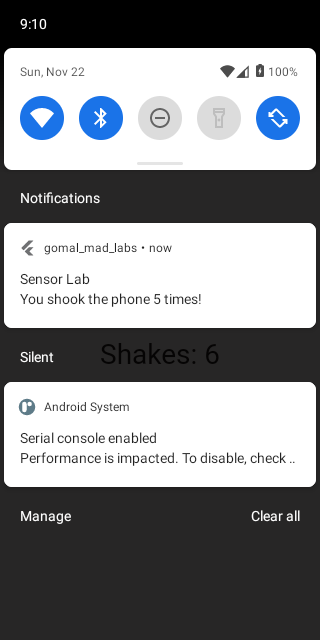 9:10
Sun, Nov 22
100%
Notifications
gomal_mad_labs • now
Sensor Lab
You shook the phone 5 times!
Silent
Shakes: 6
Android System
Serial console enabled
Performance is impacted. To disable, check ..
Manage
Clear all